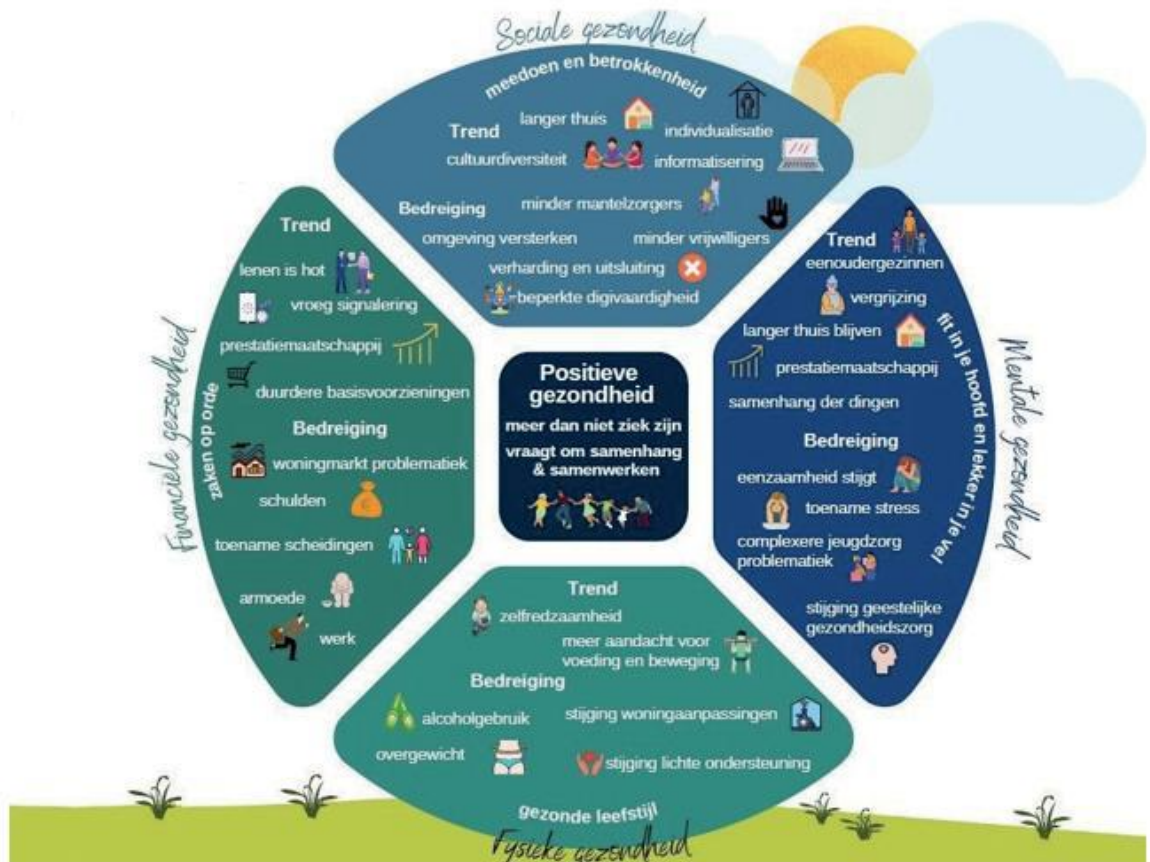 Sociale gezondheid
meedoen en betrokkenheid
Trend
langer thuis
individualisatie
cultuurdiversiteit
informatisering
Bedreiging
minder mantelzorgers
omgeving versterken
minder vrijwilligers
verharding en uitsluiting
beperkte digivaardigheid
Financiële gezondheid
zaken op orde
Trend
lenen is hot
vroeg signalering
prestatiemaatschappij
duurdere basisvoorzieningen
Bedreiging
woningmarkt problematiek
schulden
toename scheidingen
armoede
werk
Positieve
gezondheid
meer dan niet ziek zijn
vraagt om samenhang
& samenwerken
Trend
eenoudergezinnen
vergrijzing
langer thuis blijven
prestatiemaatschappij
samenhang der dingen
Bedreiging
eenzaamheid stijgt
toename stress
complexere jeugdzorg
problematiek
stijging geestelijke
gezondheidszorg
fit in je hoofd en lekker in je vel
Mentale gezondheid
Trend
zelfredzaamheid
meer aandacht voor
voeding en beweging
Bedreiging
alcoholgebruik
stijging woningaanpassingen
overgewicht
stijging lichte ondersteuning
gezonde leefstijl
Fysieke gezondheid